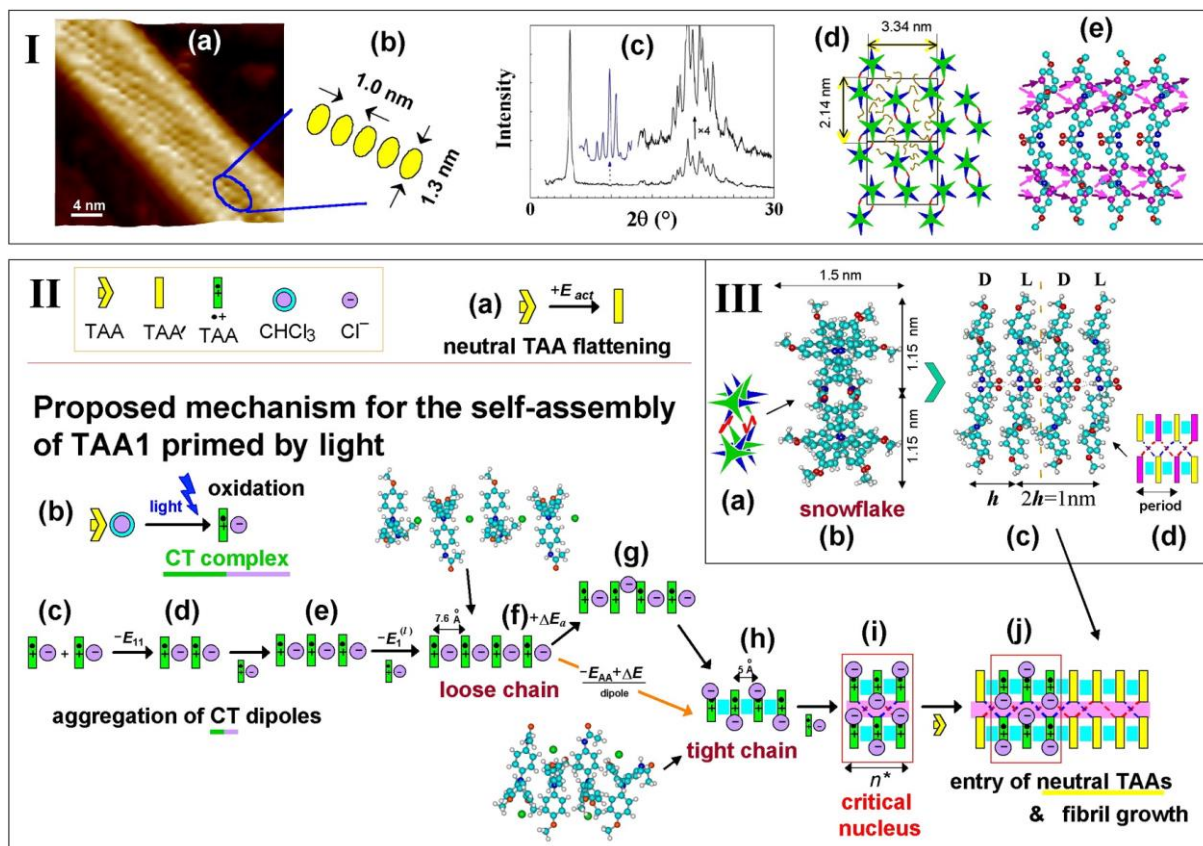 I
(a)
4 nm
(b)
1.0 nm
1.3 nm
(c)
Intensity
×4
0
30
2θ (°)
(d)
3.34 nm
2.114 nm
(e)
II
TAA
TAA′
TAA•+
CHCl3
Cl−
(a)
+E act
neutral TAA flattening
Proposed mechanism for the self-assembly
of TAA1 primed by light
(b)
light
oxidation
CT complex
(c)
+
−E11
(d)
(e)
−E1(l)
7.6 Å
(f)
loose chain
aggregation of CT dipoles
+ΔEa
(g)
−EAA+ΔE
dipole
(h)
5 Å
tight chain
(i)
n*
critical
nucleus
(j)
entry of neutral TAAs
& fibril growth
III
1.5 nm
1.15 nm
1.15 nm
(a)
snowflake
(b)
D L D L
h
2h=1nm
(c)
period
(d)